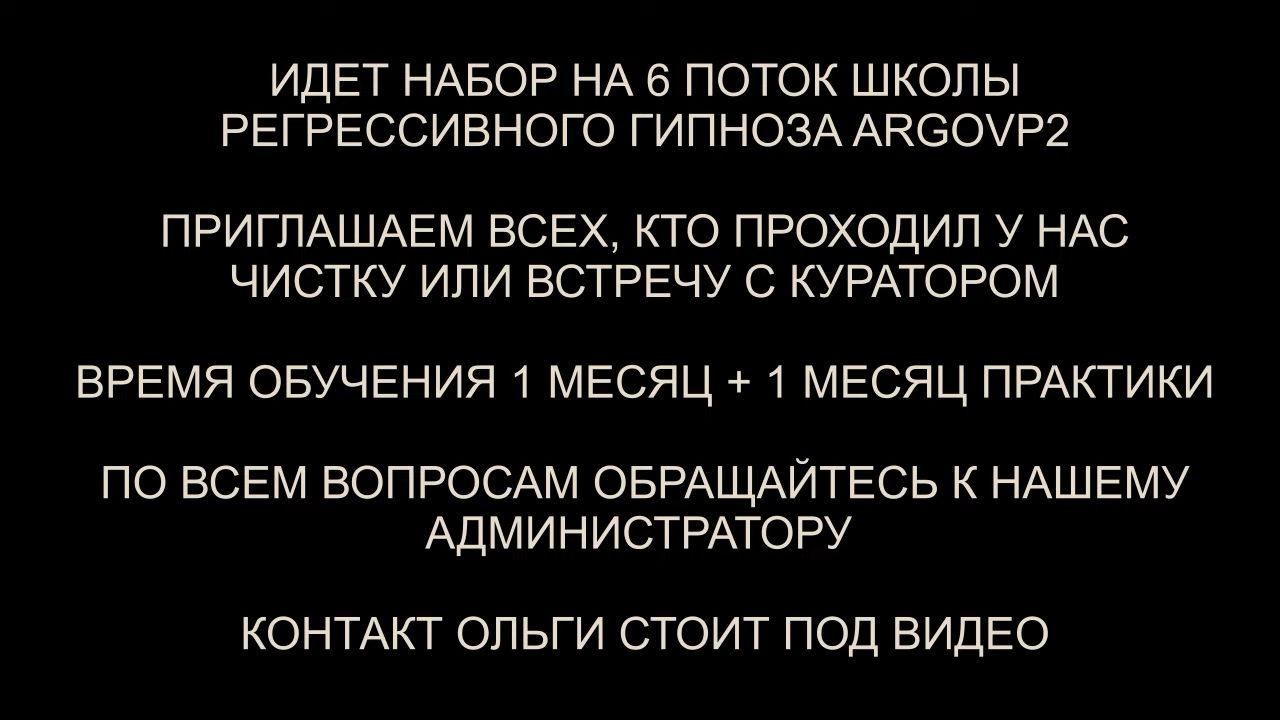 ИДЕТ НАБОР НА 6 ПОТОК ШКОЛЫ
РЕГРЕССИВНОГО ГИПНОЗА ARGOVP2
ПРИГЛАШАЕМ ВСЕХ, КТО ПРОХОДИЛ У НАС
ЧИСТКУ ИЛИ ВСТРЕЧУ С КУРАТОРОМ
ВРЕМЯ ОБУЧЕНИЯ 1 МЕСЯЦ + 1 МЕСЯЦ ПРАКТИКИ
ПО ВСЕМ ВОПРОСАМ ОБРАЩАЙТЕСЬ К НАШЕМУ
АДМИНИСТРАТОРУ
КОНТАКТ ОЛЬГИ СТОИТ ПОД ВИДЕО